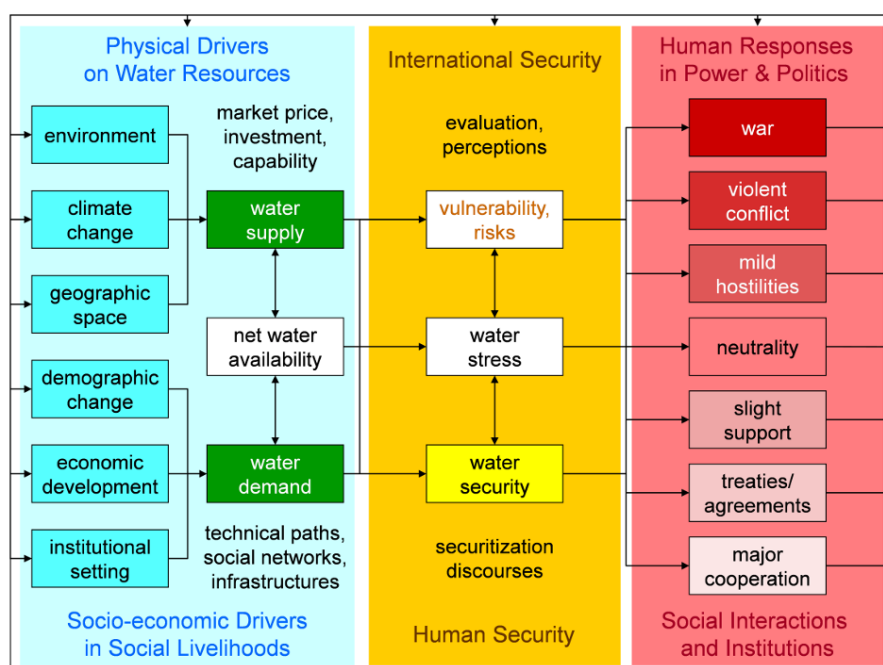 Physical Drivers
on Water Resources
market price,
investment,
capability
environment
climate
change
geographic
space
demographic
change
economic
development
institutional
setting
water
supply
net water
availability
water
demand
technical paths,
social networks,
infrastructures
Socio-economic Drivers
in Social Livelihoods
International Security
evaluation,
perceptions
vulnerability,
risks
water
stress
water
security
securitization
discourses
Human Security
Human Responses
in Power & Politics
war
violent
conflict
mild
hostilities
neutrality
slight
support
treaties/
agreements
major
cooperation
Social Interactions
and Institutions